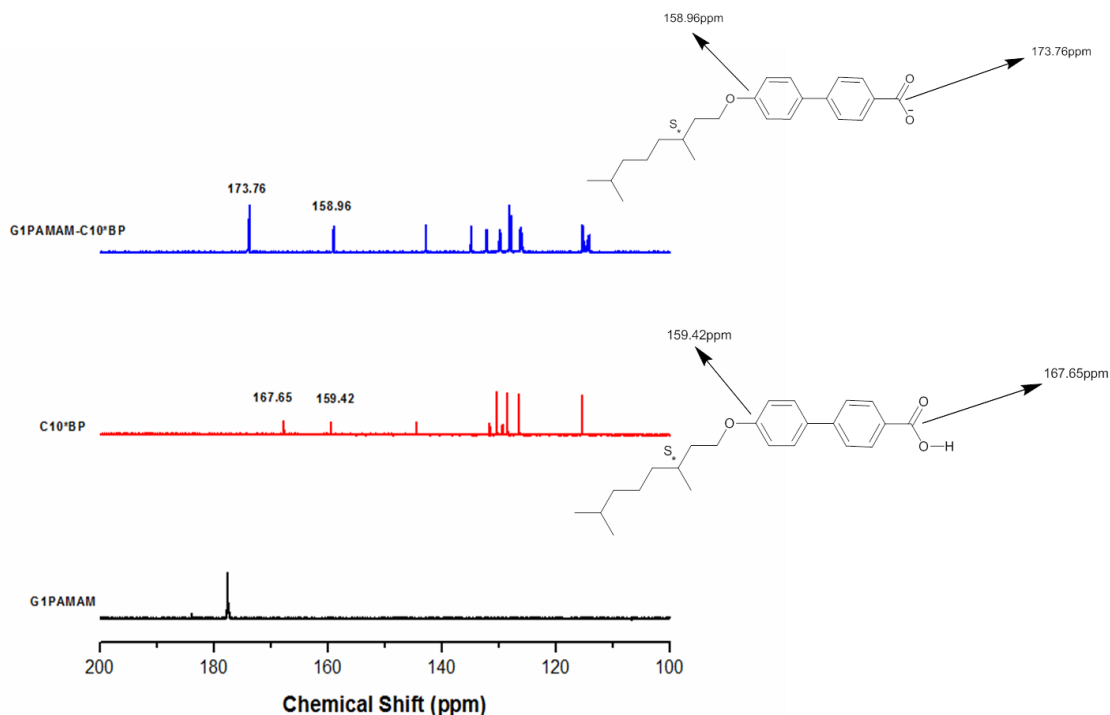 158.96ppm
173.76ppm
O
O
-
O
S
*
173.76
158.96
G1PAMAM-C10*BP
159.42ppm
167.65ppm
167.65
159.42
C10*BP
O
O
O-H
S
*
G1PAMAM
200
180
160
140
120
100
Chemical Shift (ppm)